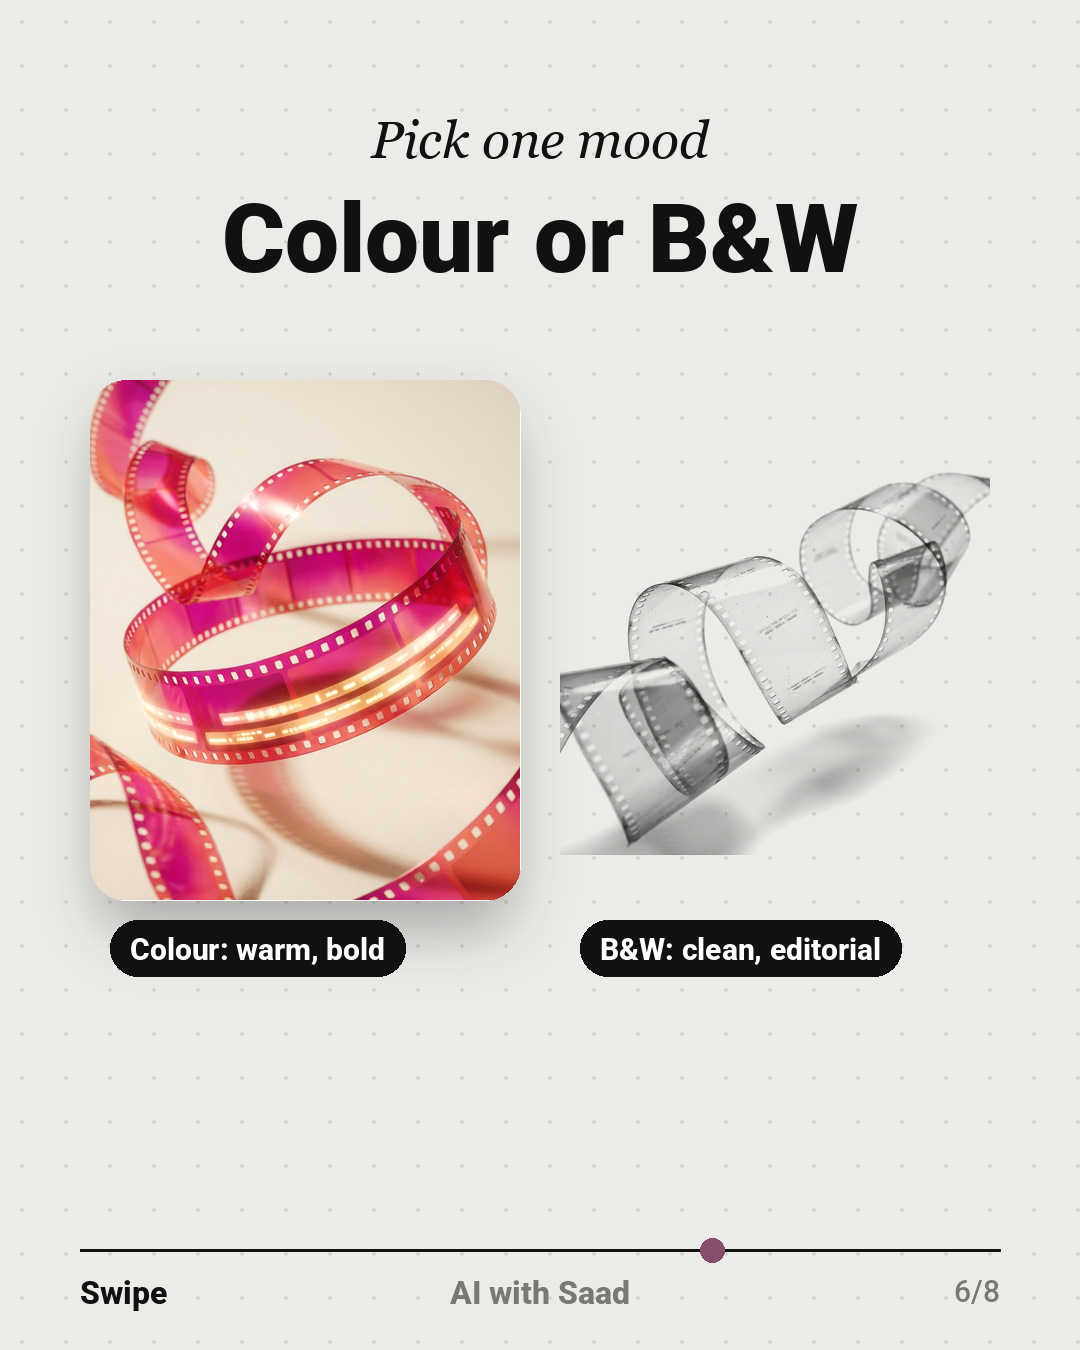 Pick one mood
Colour or B&W
Colour: warm, bold
B&W: clean, editorial
Swipe
AI with Saad
6/8